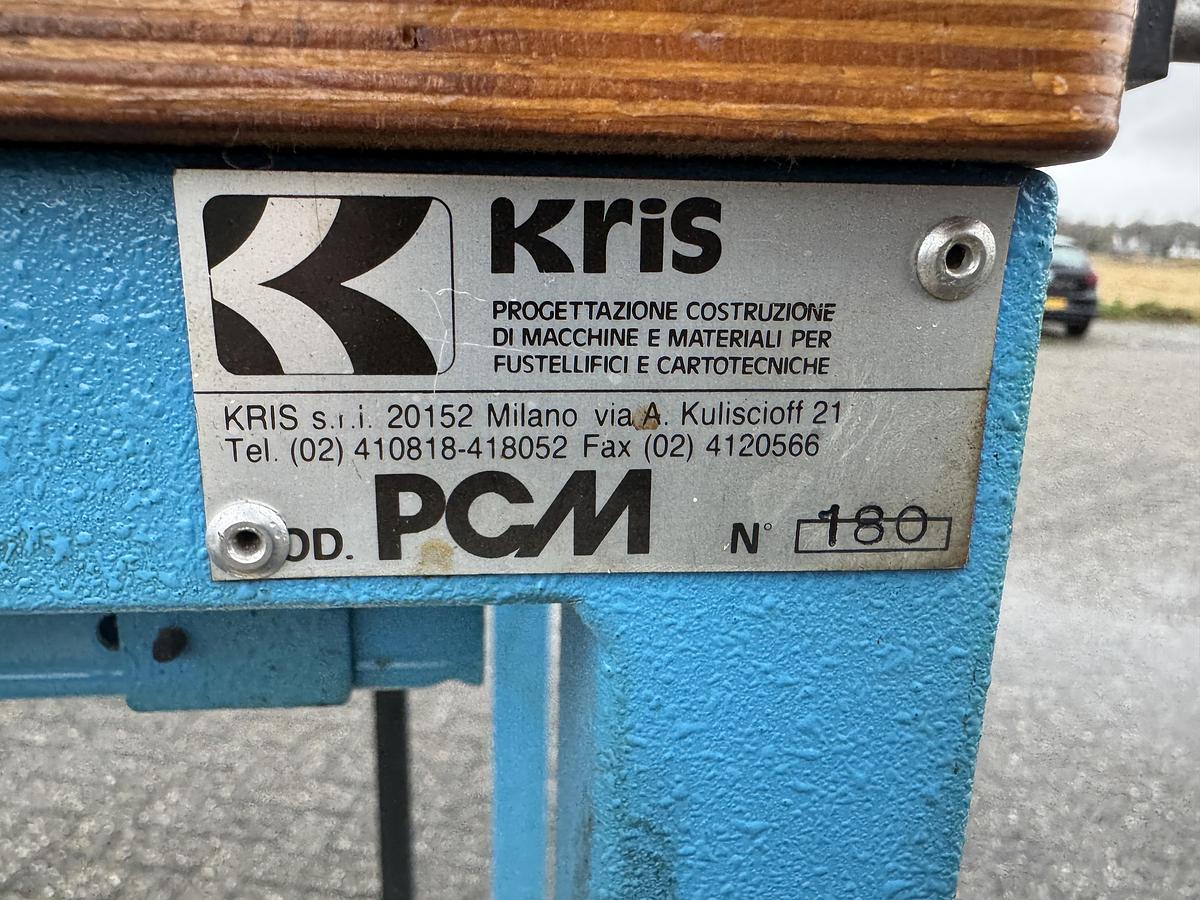 Kris
PROGETTAZIONE COSTRUZIONE
DI MACCHINE E MATERIALI PER
FUSTELLIFICI E CARTOTECNICHE
KRIS s.r.l. 20152 Milano via A. Kuliscioff 21
Tel. (02) 410818-418052 Fax (02) 4120566
OD. PCM N° 180